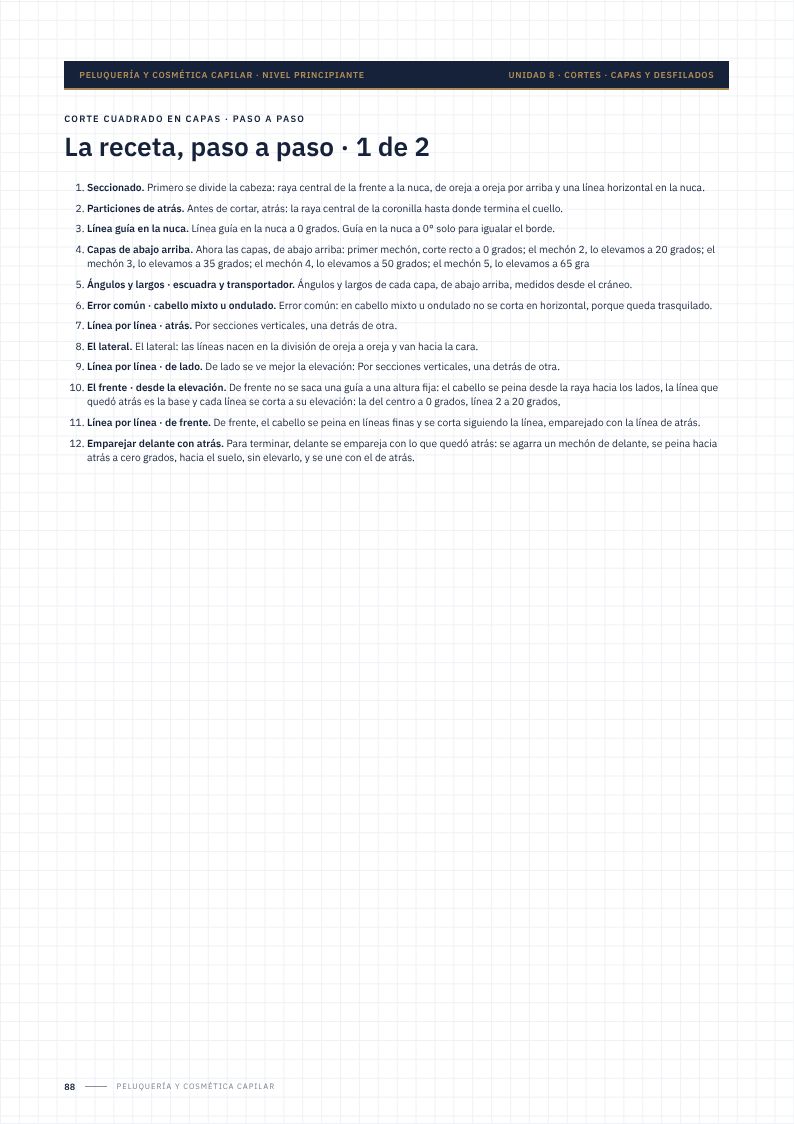 PELUQUERÍA Y COSMÉTICA CAPILAR · NIVEL PRINCIPIANTE
UNIDAD 8 · CORTES · CAPAS Y DESFILADOS
CORTE CUADRADO EN CAPAS · PASO A PASO
La receta, paso a paso · 1 de 2
1. Seccionado. Primero se divide la cabeza: raya central de la frente a la nuca, de oreja a oreja por arriba y una línea horizontal en la nuca.
2. Particiones de atrás. Antes de cortar, atrás: la raya central de la coronilla hasta donde termina el cuello.
3. Línea guía en la nuca. Línea guía en la nuca a 0 grados. Guía en la nuca a 0° solo para igualar el borde.
4. Capas de abajo arriba. Ahora las capas, de abajo arriba: primer mechón, corte recto a 0 grados; el mechón 2, lo elevamos a 20 grados; el
mechón 3, lo elevamos a 35 grados; el mechón 4, lo elevamos a 50 grados; el mechón 5, lo elevamos a 65 gra
5. Ángulos y largos · escuadra y transportador. Ángulos y largos de cada capa, de abajo arriba, medidos desde el cráneo.
6. Error común · cabello mixto u ondulado. Error común: en cabello mixto u ondulado no se corta en horizontal, porque queda trasquilado.
7. Línea por línea · atrás. Por secciones verticales, una detrás de otra.
8. El lateral. El lateral: las líneas nacen en la división de oreja a oreja y van hacia la cara.
9. Línea por línea · de lado. De lado se ve mejor la elevación: Por secciones verticales, una detrás de otra.
10. El frente · desde la elevación. De frente no se saca una guía a una altura fija: el cabello se peina desde la raya hacia los lados, la línea que
quedó atrás es la base y cada línea se corta a su elevación: la del centro a 0 grados, línea 2 a 20 grados,
11. Línea por línea · de frente. De frente, el cabello se peina en líneas finas y se corta siguiendo la línea, emparejado con la línea de atrás.
12. Emparejar delante con atrás. Para terminar, delante se empareja con lo que quedó atrás: se agarra un mechón de delante, se peina hacia
atrás a cero grados, hacia el suelo, sin elevarlo, y se une con el de atrás.
88 PELUQUERÍA Y COSMÉTICA CAPILAR